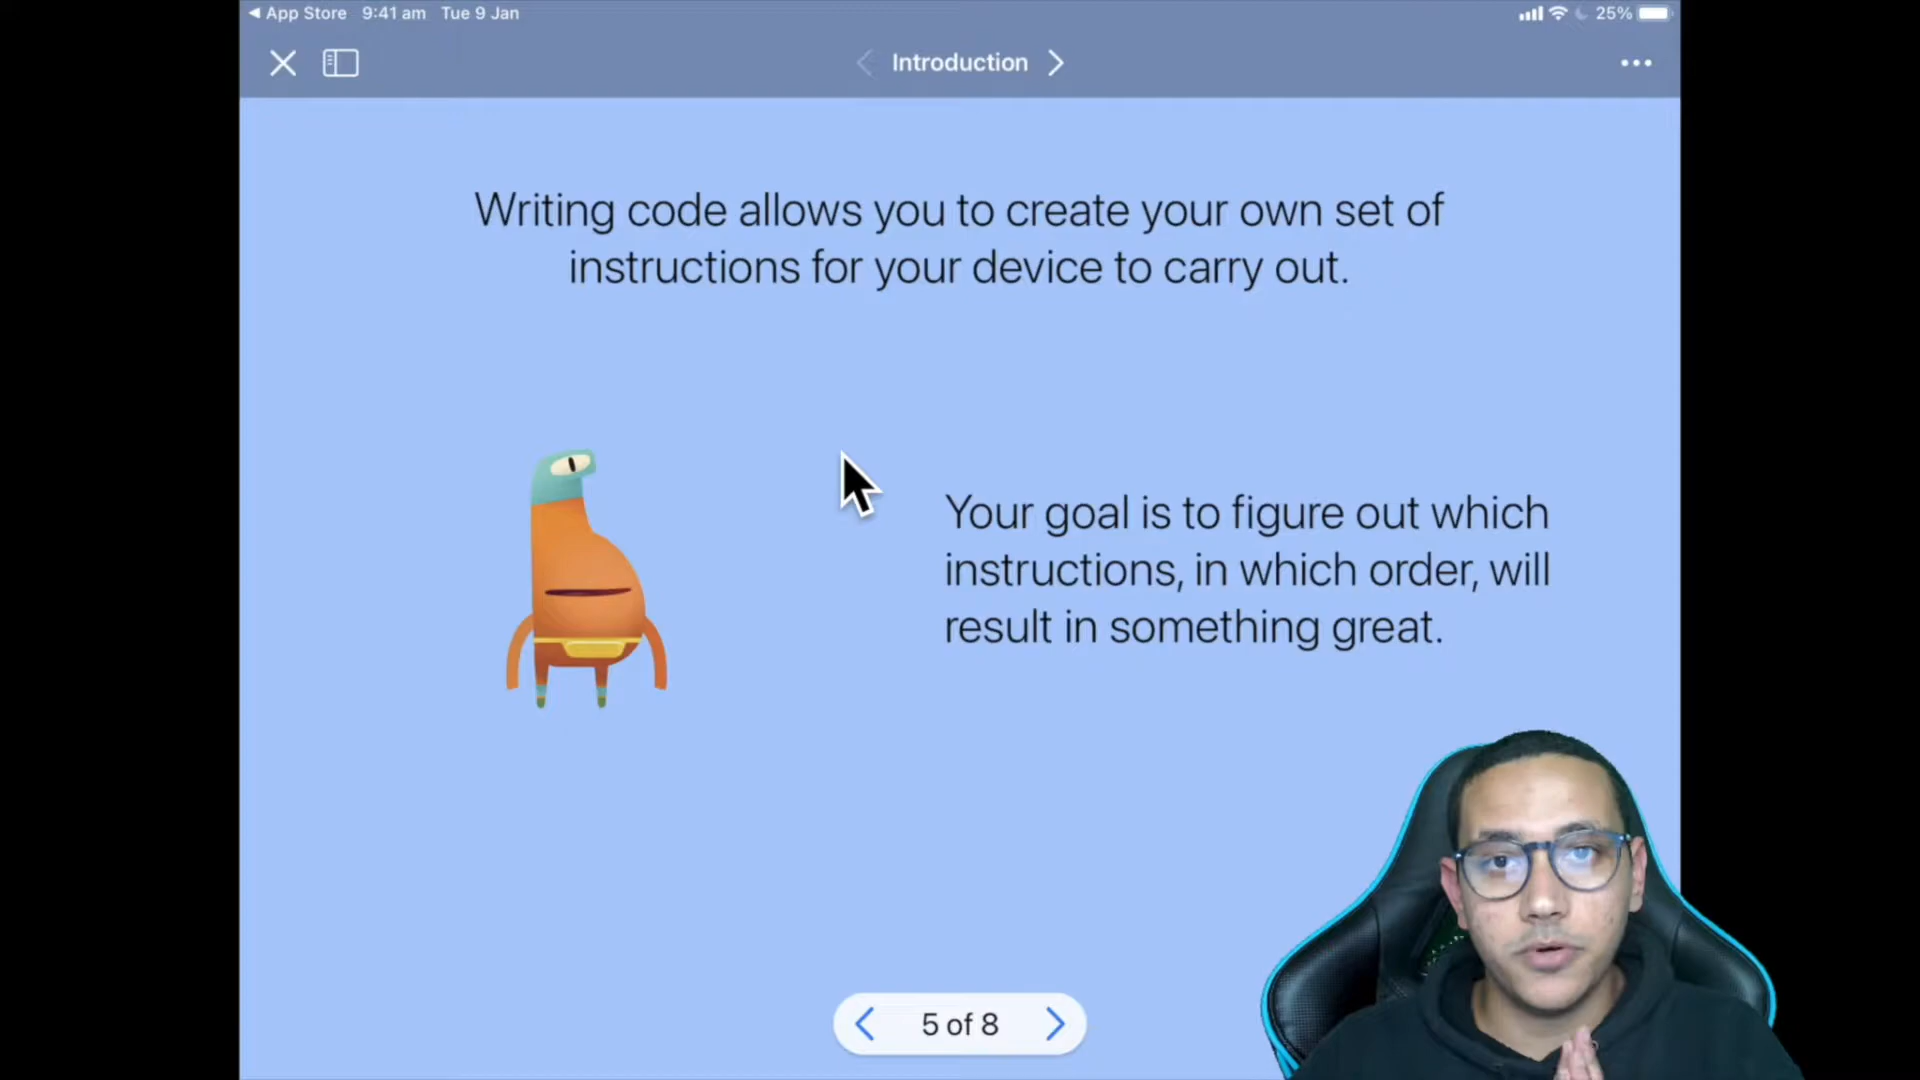 ◀ App Store 9:41 am Tue 9 Jan 25%
Introduction
Writing code allows you to create your own set of
instructions for your device to carry out.
Your goal is to figure out which
instructions, in which order, will
result in something great.
5 of 8